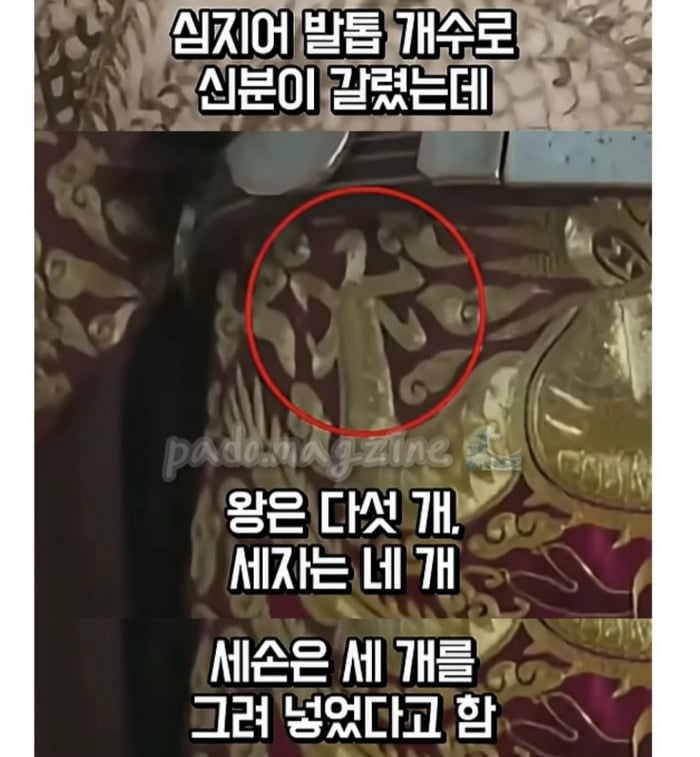 심지어 발톱 개수로
신분이 갈렸는데
pado.magzine
왕은 다섯 개,
세자는 네 개
세손은 세 개를
그려 넣었다고 함